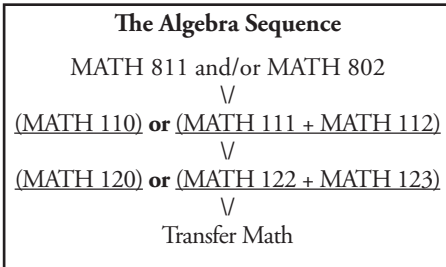 The Algebra Sequence
MATH 811 and/or MATH 802
\/
(MATH 110) or (MATH 111 + MATH 112)
\/
(MATH 120) or (MATH 122 + MATH 123)
\/
Transfer Math